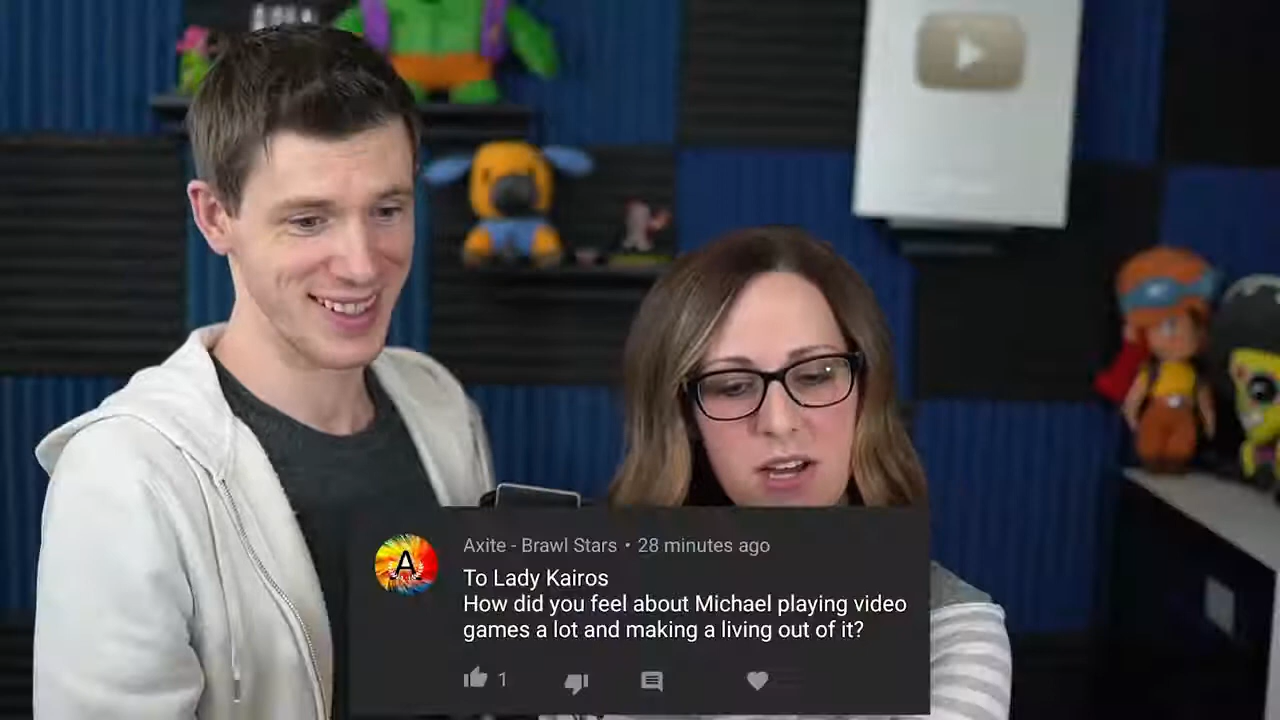 Axite - Brawl Stars • 28 minutes ago
To Lady Kairos
How did you feel about Michael playing video
games a lot and making a living out of it?
1
A